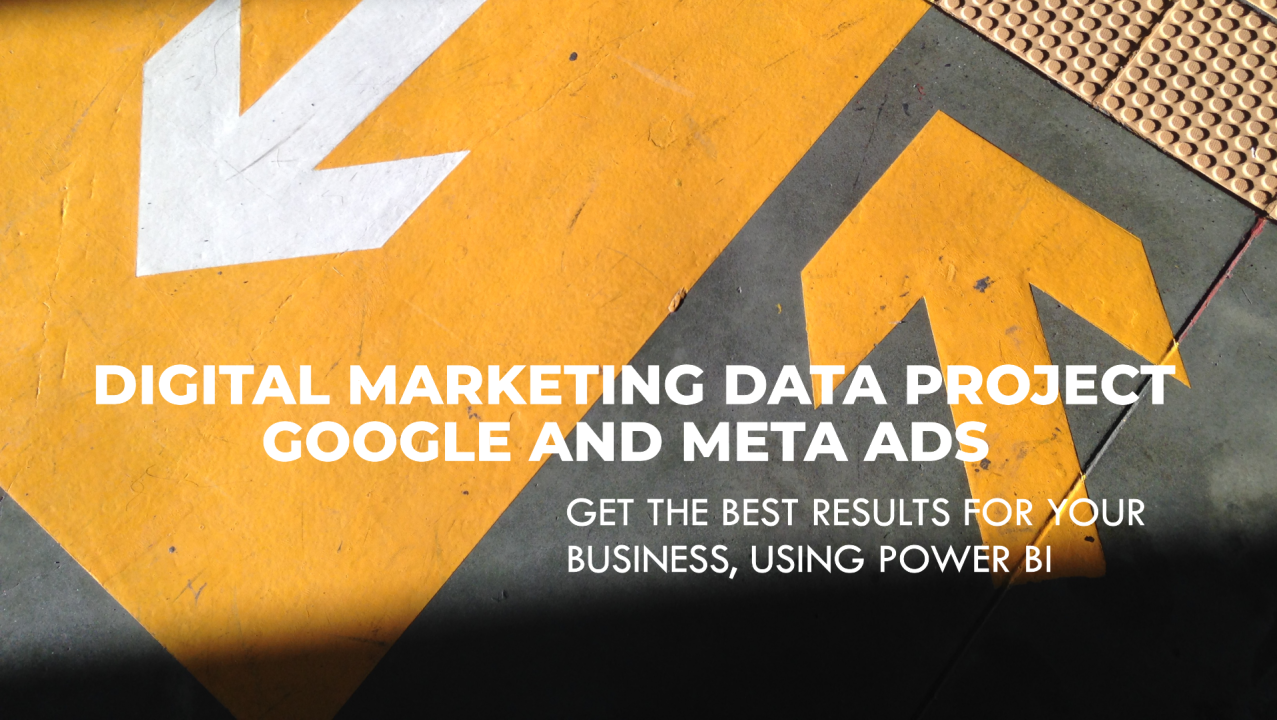 DIGITAL MARKETING DATA PROJECT
GOOGLE AND META ADS
GET THE BEST RESULTS FOR YOUR
BUSINESS, USING POWER BI